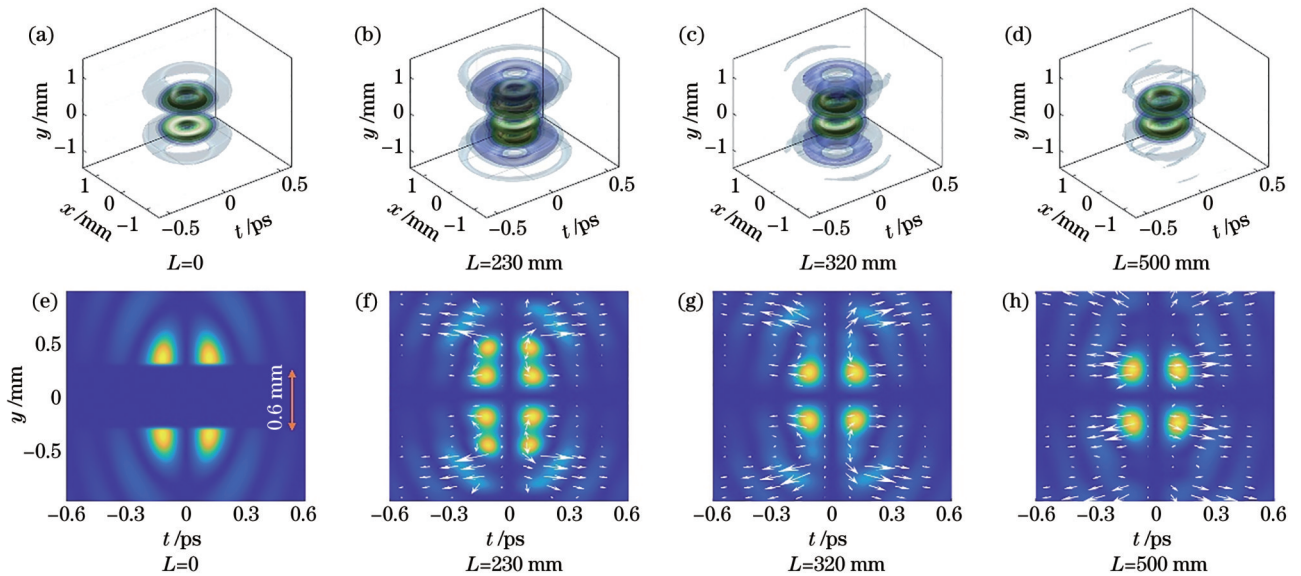 (a) (b) (c) (d)
1 1 1 1
y /mm y /mm y /mm y /mm
0 0 0 0
-1 -1 -1 -1
1 0.5 1 0.5 1 0.5 1 0.5
0 0 0 0 0 0 0 0
x /mm -1 -0.5 t /ps x /mm -1 -0.5 t /ps x /mm -1 -0.5 t /ps x /mm -1 -0.5 t /ps
L=0 L=230 mm L=320 mm L=500 mm
(e) (f) (g) (h)
0.5
y /mm 0 0.6 mm
-0.5
-0.6 -0.3 0 0.3 0.6 -0.6 -0.3 0 0.3 0.6 -0.6 -0.3 0 0.3 0.6 -0.6 -0.3 0 0.3 0.6
t /ps t /ps t /ps t /ps
L=0 L=230 mm L=320 mm L=500 mm